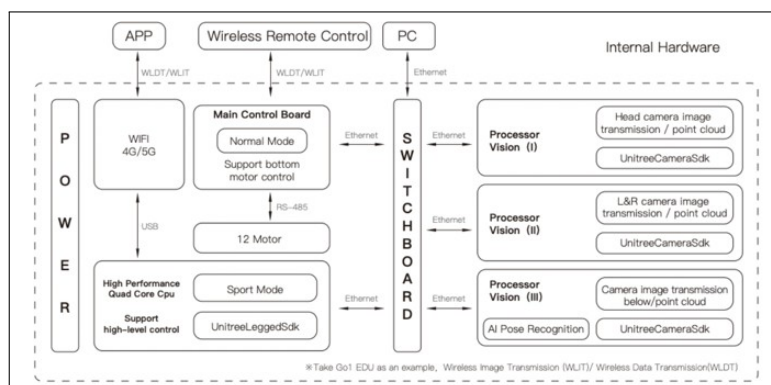 APP
Wireless Remote Control
PC
Internal Hardware
WLDT/WLIT
WLDT/WLIT
Ethernet
POWER
WIFI
4G/5G
Main Control Board
Normal Mode
Support bottom
motor control
Ethernet
SWITCHBOARD
Ethernet
Processor
Vision (I)
Head camera image
transmission / point cloud
UnitreeCameraSdk
RS-485
12 Motor
USB
Ethernet
Processor
Vision (II)
L&R camera image
transmission / point cloud
UnitreeCameraSdk
High Performance
Quad Core Cpu
Sport Mode
Support
high-level control
UnitreeLeggedSdk
Ethernet
Ethernet
Processor
Vision (III)
Camera image transmission
below/point cloud
AI Pose Recognition
UnitreeCameraSdk
※Take Go1 EDU as an example, Wireless Image Transmission (WLIT)/ Wireless Data Transmission(WLDT)